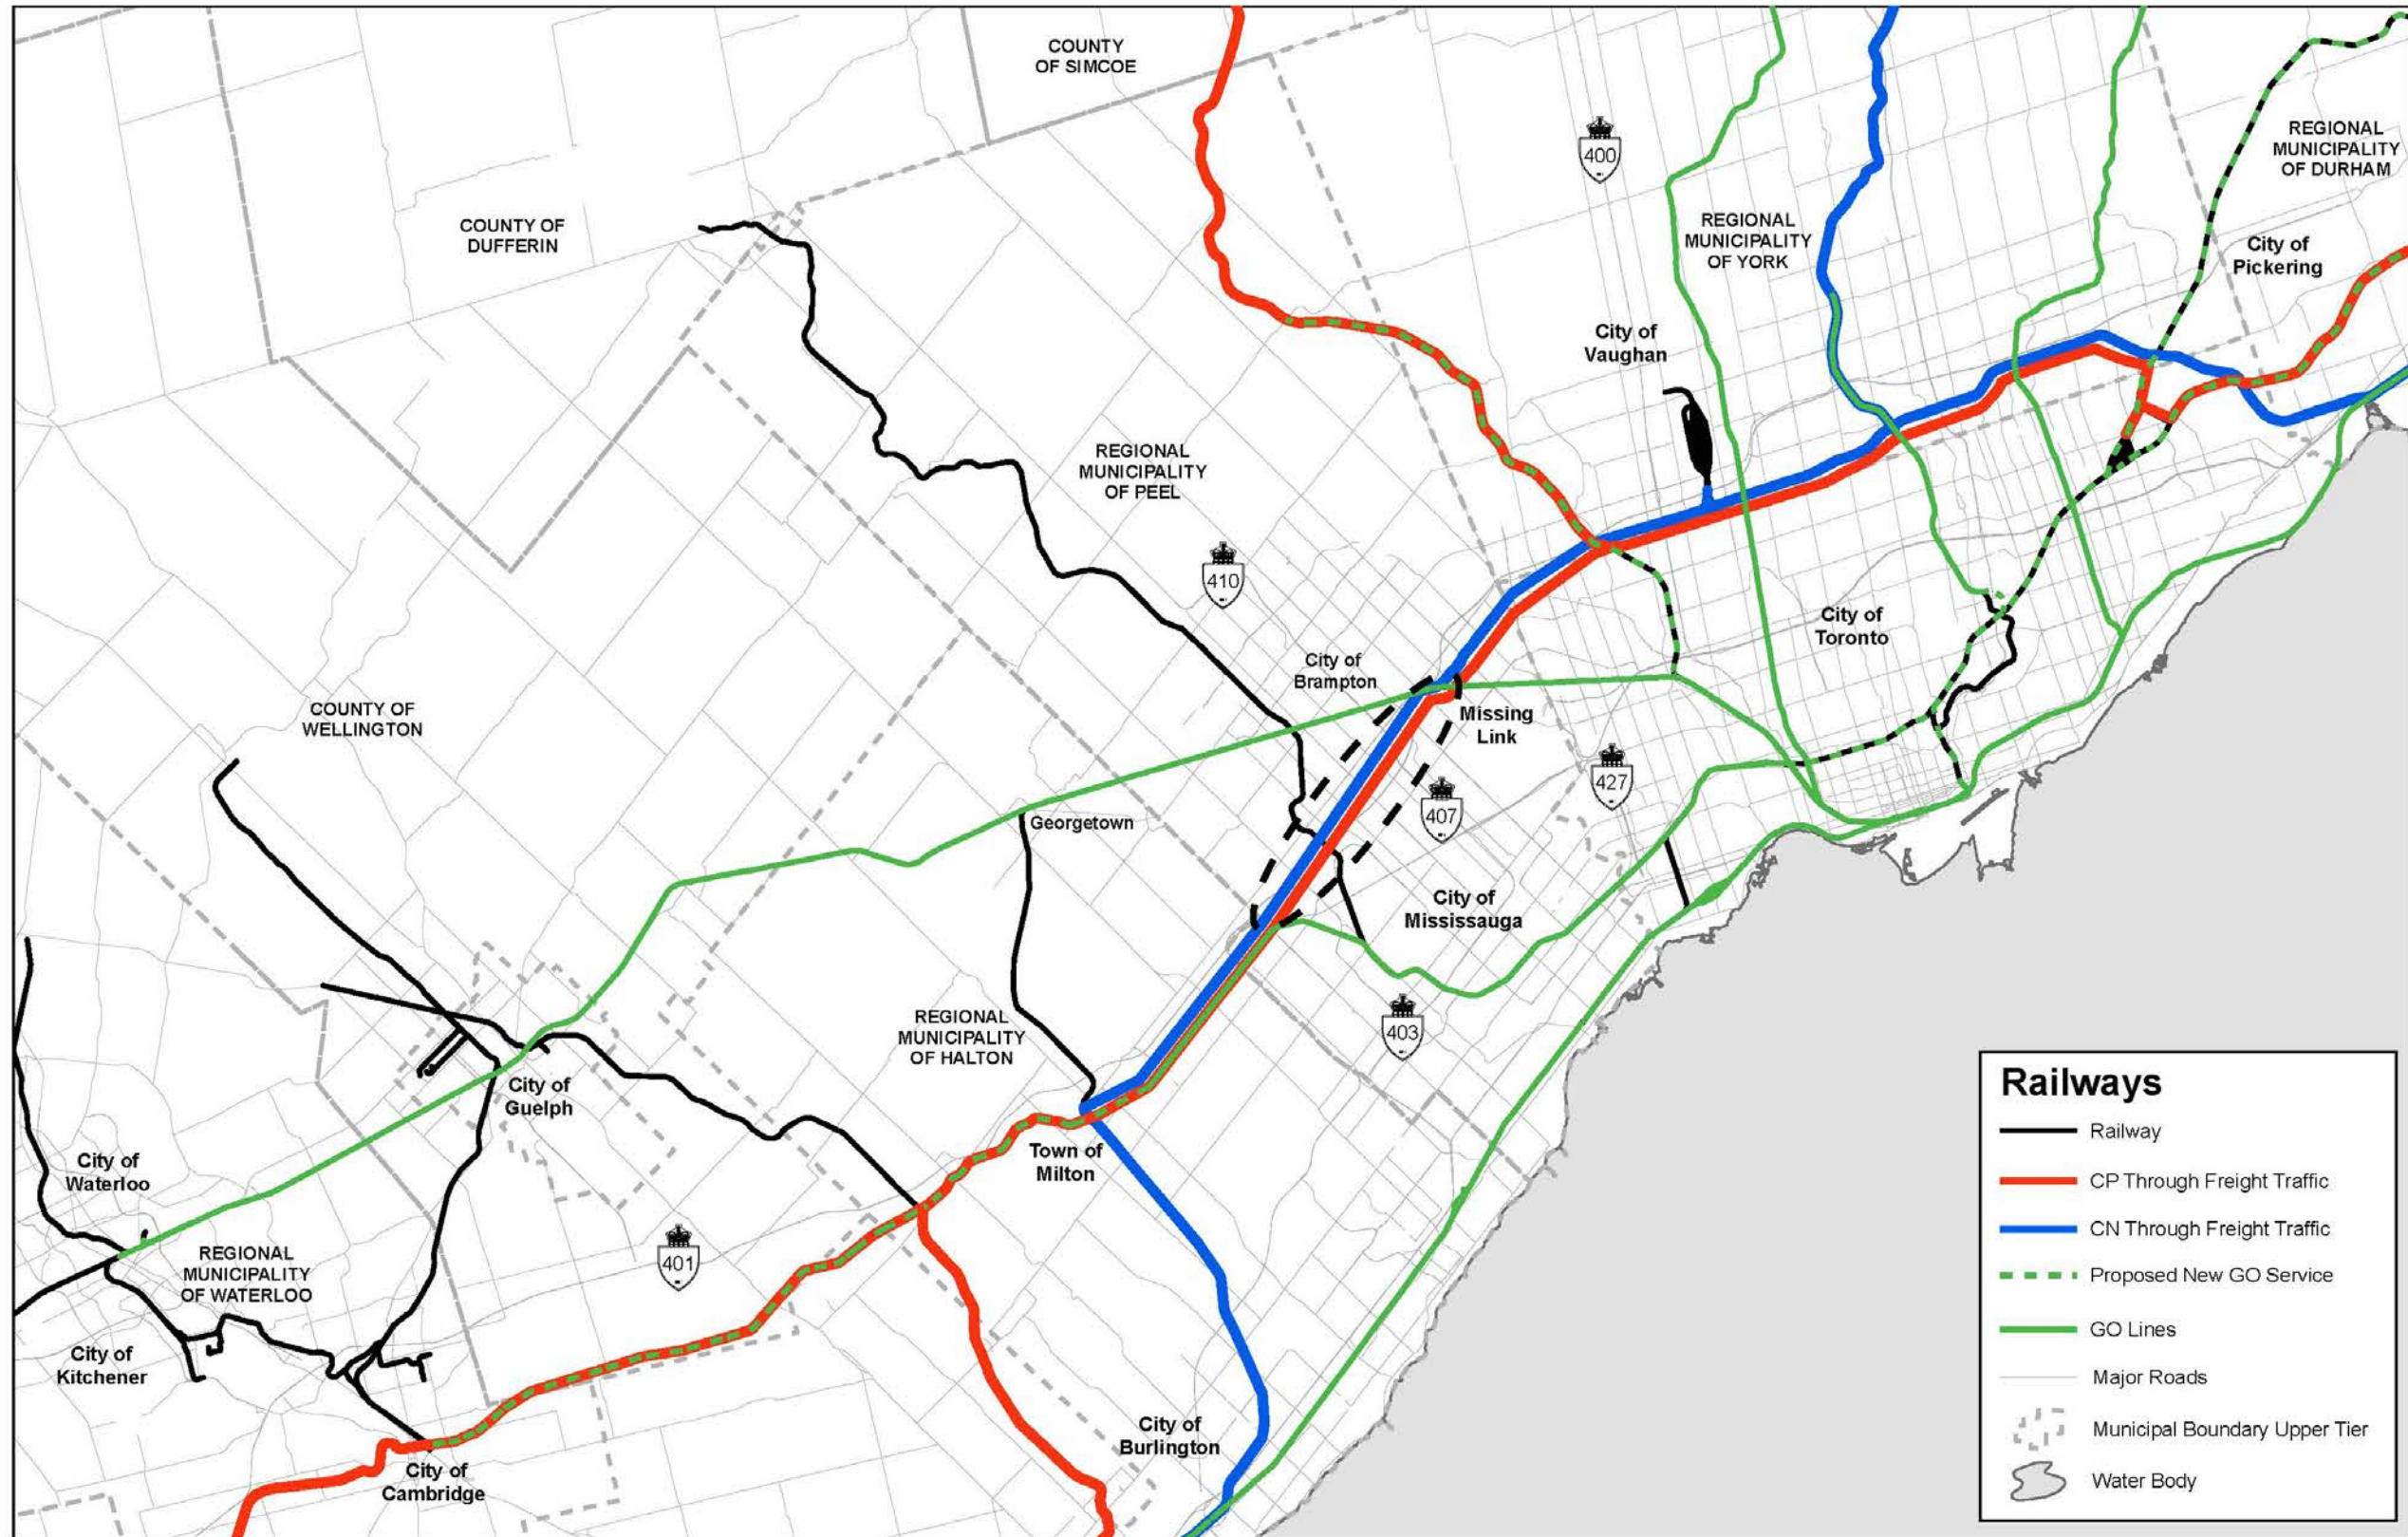 COUNTY
OF SIMCOE
400
REGIONAL
MUNICIPALITY
OF DURHAM
COUNTY OF
DUFFERIN
REGIONAL
MUNICIPALITY
OF YORK
City of
Pickering
City of
Vaughan
REGIONAL
MUNICIPALITY
OF PEEL
410
City of
Toronto
City of
Brampton
COUNTY OF
WELLINGTON
Missing
Link
427
407
Georgetown
City of
Mississauga
REGIONAL
MUNICIPALITY
OF HALTON
403
City of
Guelph
Town of
Milton
City of
Waterloo
REGIONAL
MUNICIPALITY
OF WATERLOO
401
City of
Kitchener
City of
Burlington
City of
Cambridge
Railways
Railway
CP Through Freight Traffic
CN Through Freight Traffic
Proposed New GO Service
GO Lines
Major Roads
Municipal Boundary Upper Tier
Water Body